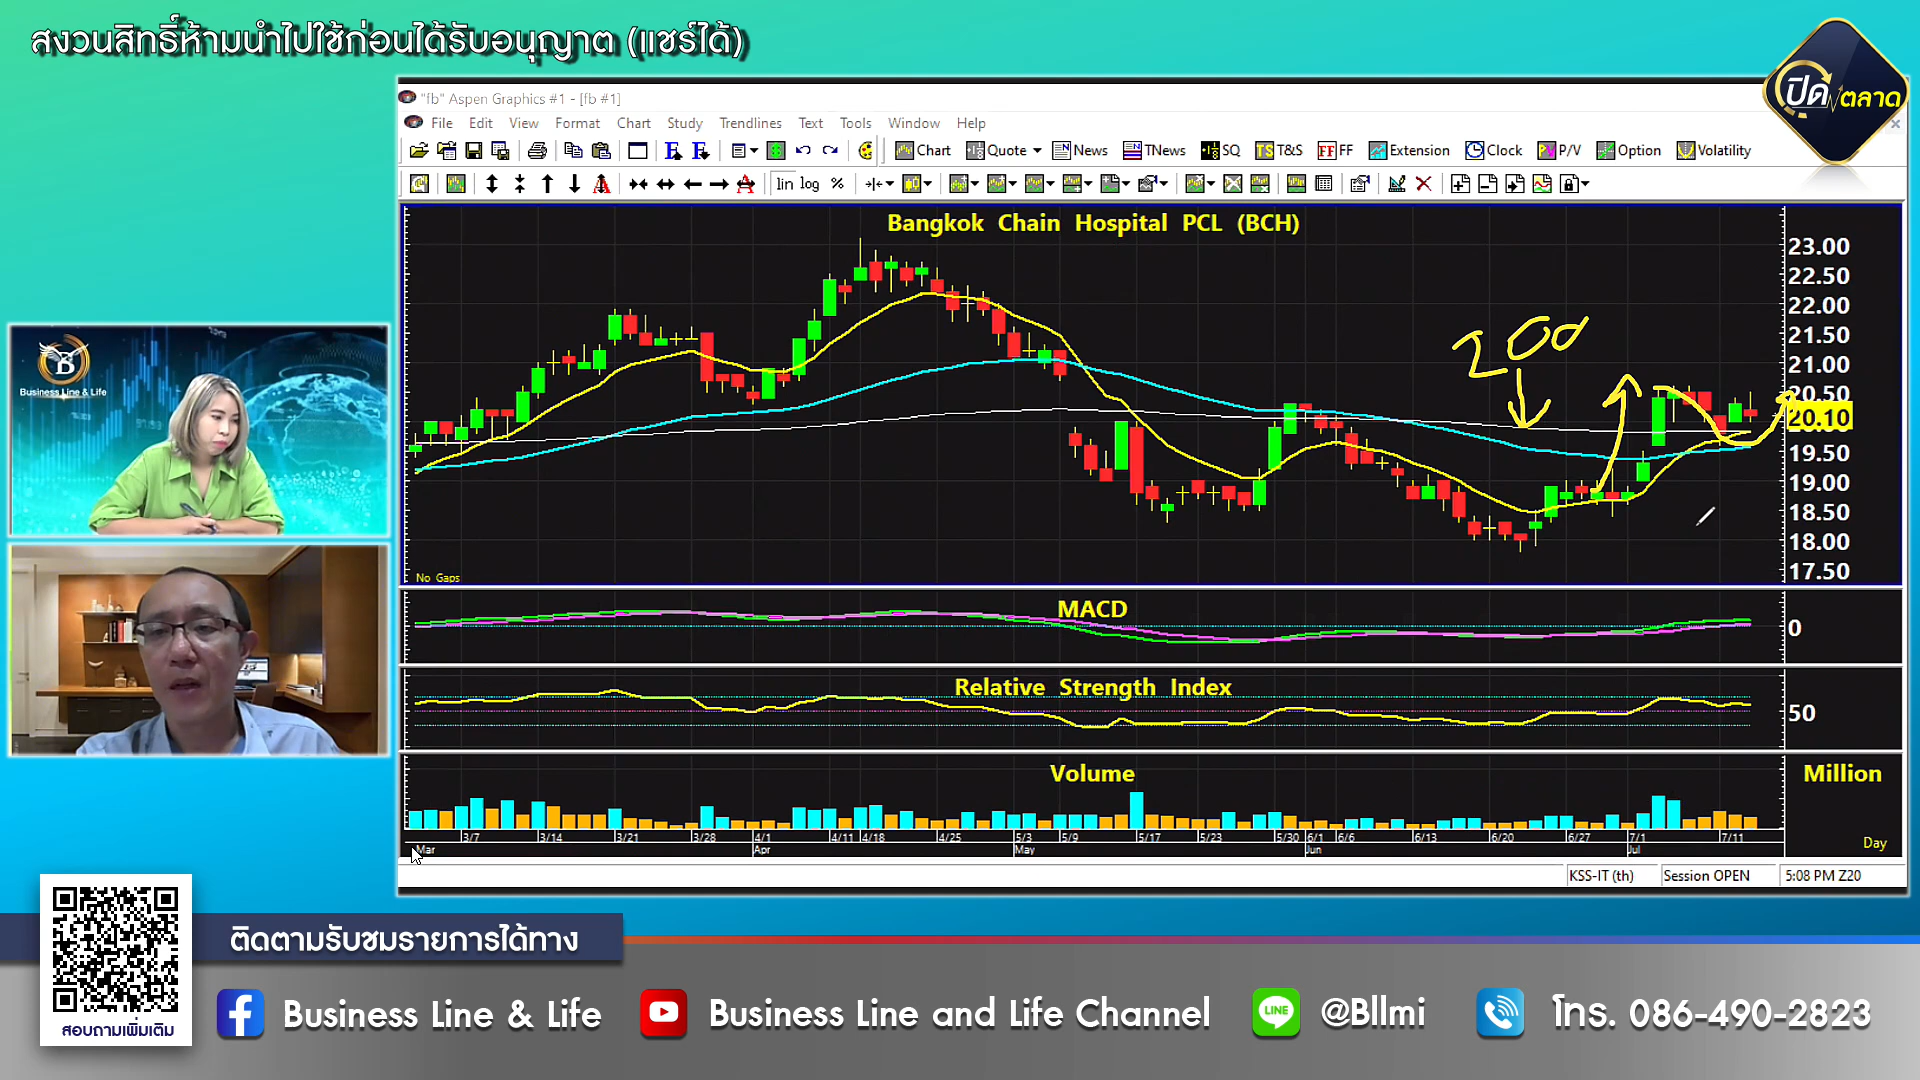 สงวนสิทธิ์ห้ามนำไปใช้ก่อนได้รับอนุญาต (แชร์ได้)
ปิดตลาด
"fb" Aspen Graphics #1 - [fb #1]
File Edit View Format Chart Study Trendlines Text Tools Window Help
Chart Quote News TNews SQ T&S FF Extension Clock P/V Option Volatility
lin log %
Bangkok Chain Hospital PCL (BCH)
23.00
22.50
22.00
21.50
21.00
20.50
20.10
19.50
19.00
18.50
18.00
17.50
200
No Gaps
Business Line & Life
MACD
0
Relative Strength Index
50
Volume
Million
3/7 3/14 3/21 3/28 4/1 4/11 4/18 4/25 5/3 5/9 5/17 5/23 5/30 6/1 6/6 6/13 6/20 6/27 7/1 7/11
Mar Apr May Jun Jul
Day
KSS-IT (th) Session OPEN 5:08 PM Z20
ติดตามรับชมรายการได้ทาง
สอบถามเพิ่มเติม
Business Line & Life
Business Line and Life Channel
LINE
@Bllmi
โทร. 086-490-2823